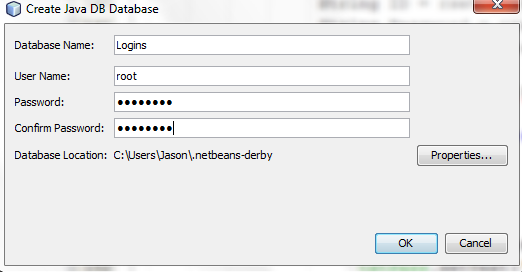 Create Java DB Database
Database Name: Logins
User Name: root
Password: ●●●●●●●●
Confirm Password: ●●●●●●●●
Database Location: C:\Users\Jason\.netbeans-derby Properties...
OK Cancel